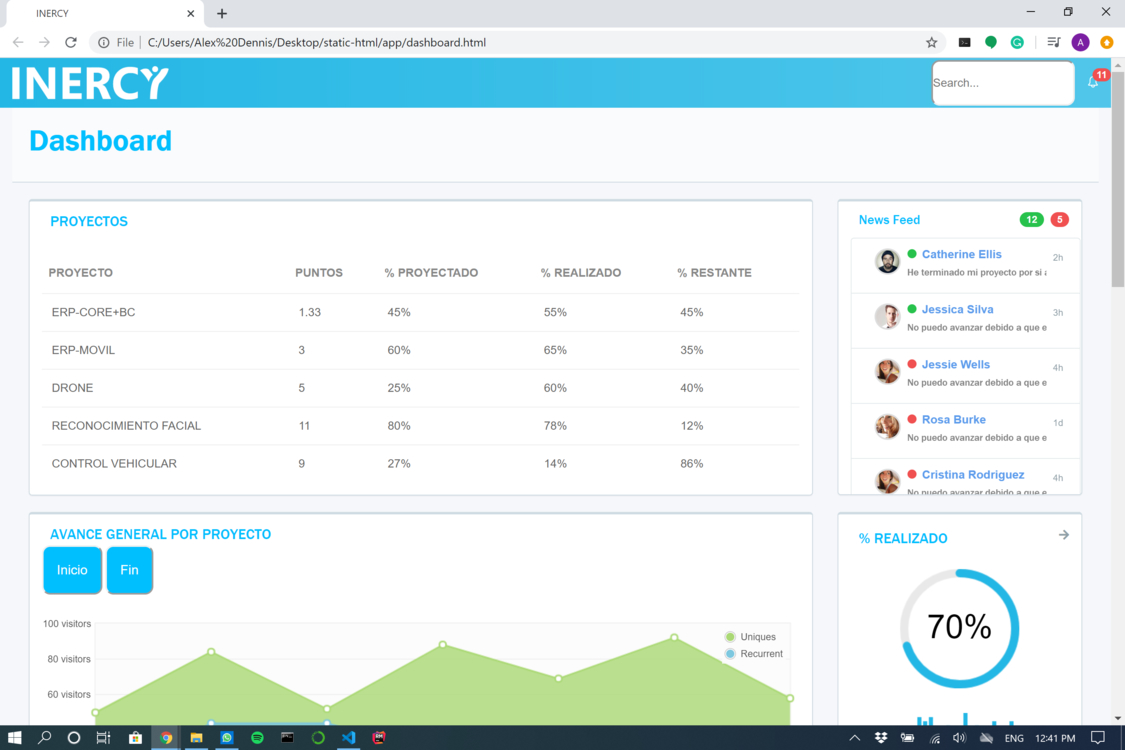 INERCY
File C:/Users/Alex%20Dennis/Desktop/static-html/app/dashboard.html
A
INERCY
Search...
11
Dashboard
PROYECTOS
PROYECTO PUNTOS % PROYECTADO % REALIZADO % RESTANTE
ERP-CORE+BC 1.33 45% 55% 45%
ERP-MOVIL 3 60% 65% 35%
DRONE 5 25% 60% 40%
RECONOCIMIENTO FACIAL 11 80% 78% 12%
CONTROL VEHICULAR 9 27% 14% 86%
News Feed 12 5
Catherine Ellis 2h
He terminado mi proyecto por si
Jessica Silva 3h
No puedo avanzar debido a que e
Jessie Wells 4h
No puedo avanzar debido a que e
Rosa Burke 1d
No puedo avanzar debido a que e
Cristina Rodriguez 4h
No puedo avanzar debido a que e
AVANCE GENERAL POR PROYECTO
Inicio Fin
100 visitors
80 visitors
60 visitors
Uniques
Recurrent
% REALIZADO
70%
ENG 12:41 PM